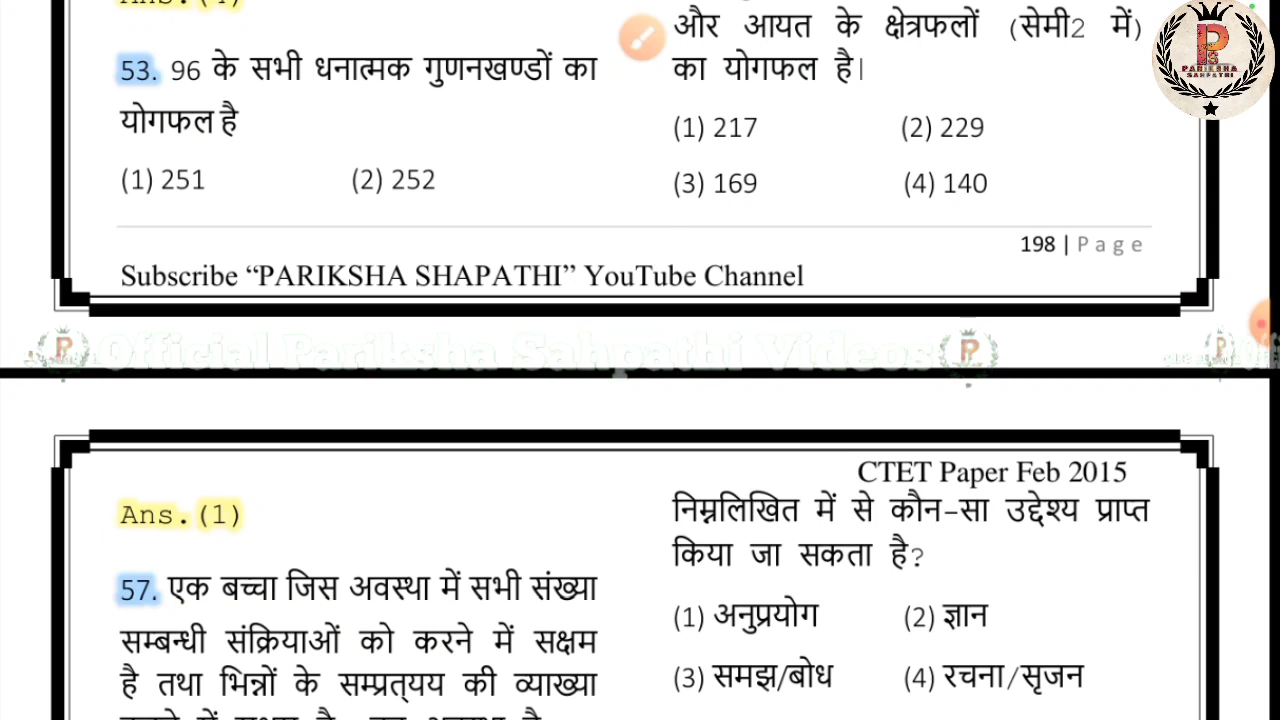 53. 96 के सभी धनात्मक गुणनखण्डों का
योगफल है
(1) 251 (2) 252
और आयत के क्षेत्रफलों (सेमी2 में)
का योगफल है।
(1) 217 (2) 229
(3) 169 (4) 140
198 | Page
Subscribe “PARIKSHA SHAPATHI” YouTube Channel
PARIKSHA
SAHPATHI
Official Pariksha Sahpathi Videos
CTET Paper Feb 2015
Ans.(1)
57. एक बच्चा जिस अवस्था में सभी संख्या
सम्बन्धी संक्रियाओं को करने में सक्षम
है तथा भिन्नों के सम्प्रत्यय की व्याख्या
निम्नलिखित में से कौन-सा उद्देश्य प्राप्त
किया जा सकता है?
(1) अनुप्रयोग (2) ज्ञान
(3) समझ/बोध (4) रचना/सृजन